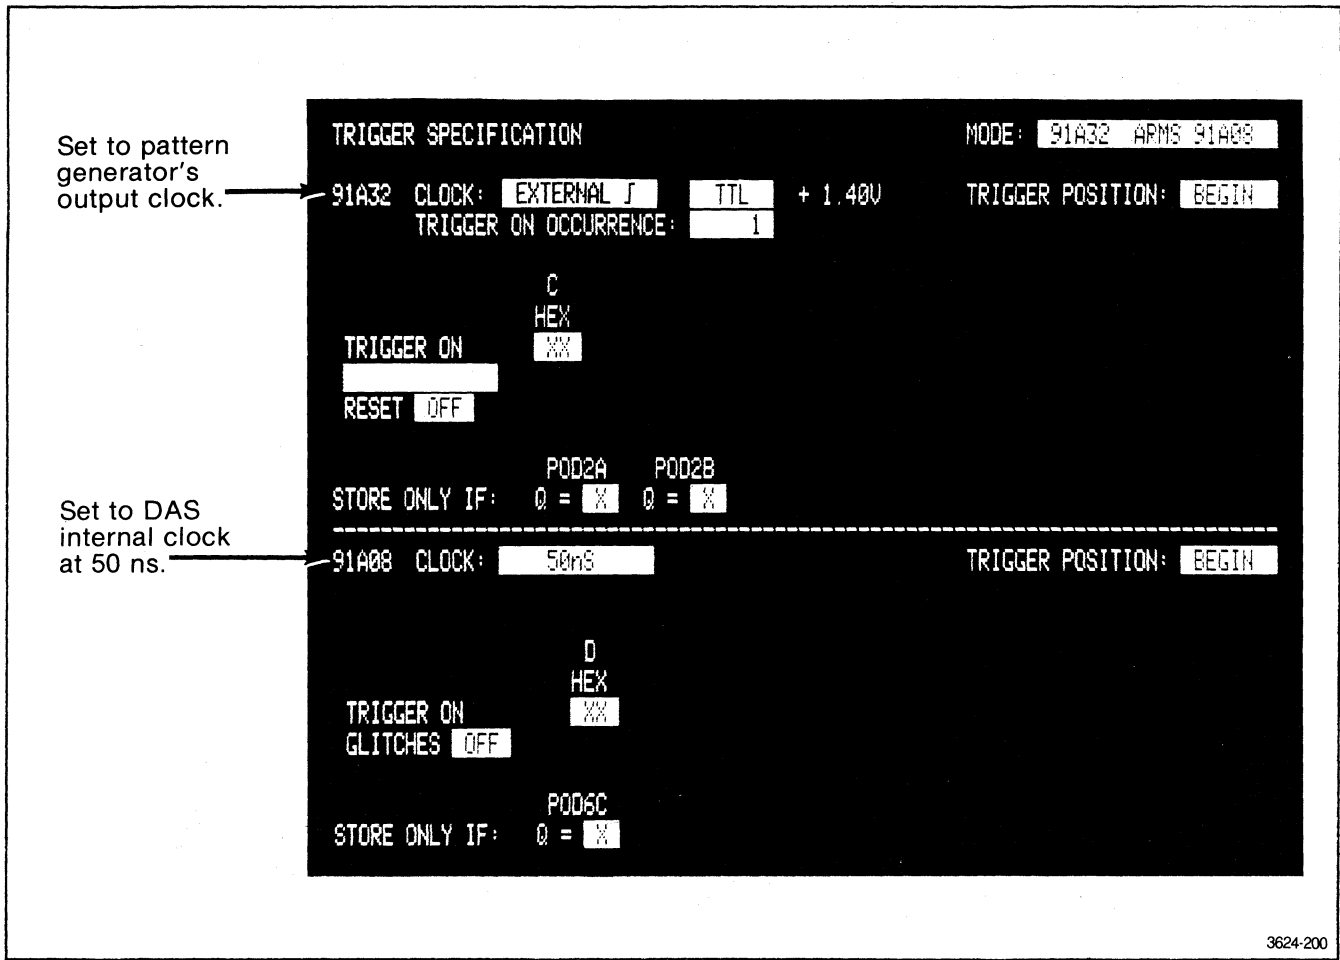 TRIGGER SPECIFICATION MODE: 91A32 ARMS 91A08
Set to pattern
generator's
output clock.
91A32 CLOCK: EXTERNAL ∫ TTL + 1.40V TRIGGER POSITION: BEGIN
TRIGGER ON OCCURRENCE: 1
C
HEX
TRIGGER ON XX
RESET OFF
POD2A POD2B
STORE ONLY IF: Q = X Q = X
Set to DAS
internal clock
at 50 ns.
91A08 CLOCK: 50nS TRIGGER POSITION: BEGIN
D
HEX
TRIGGER ON XX
GLITCHES OFF
POD6C
STORE ONLY IF: Q = X
3624-200